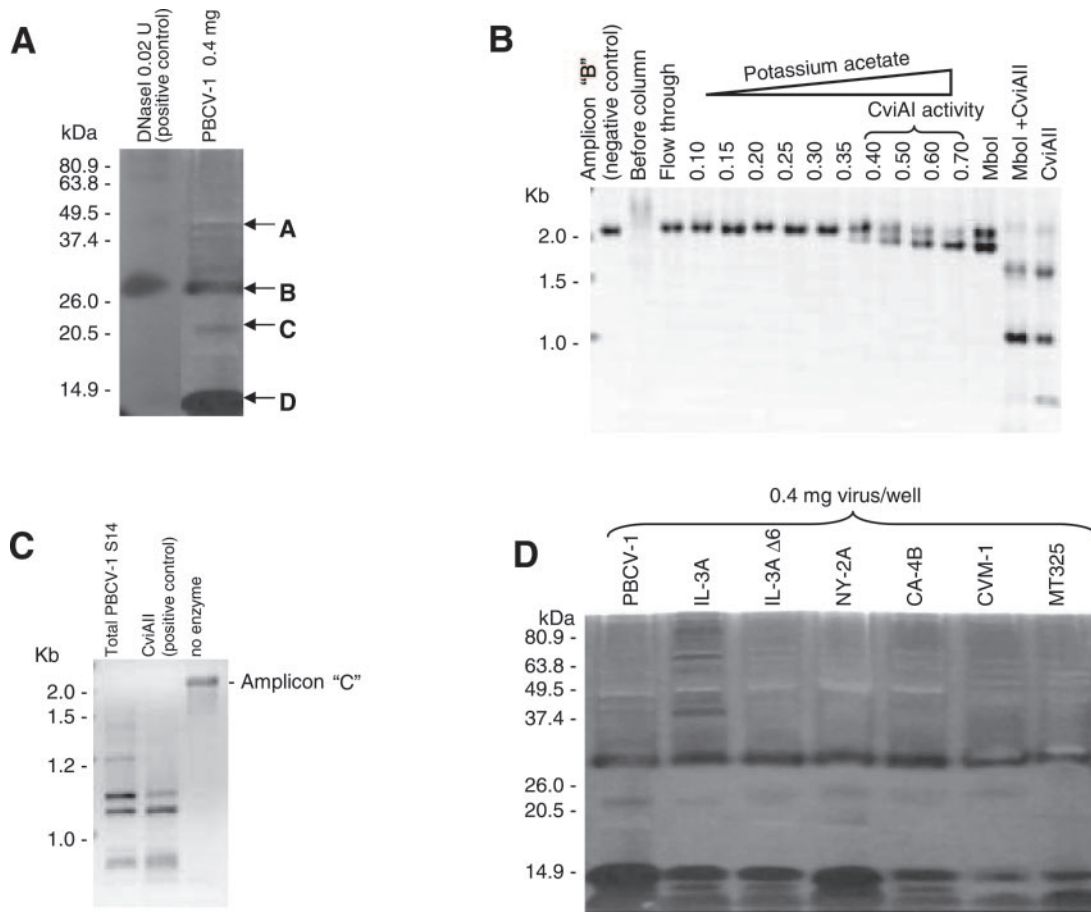 A
DNaseI 0.02 U
(positive control)
PBCV-1 0.4 mg
kDa
80.9 -
63.8 -
49.5 -
37.4 -
26.0 -
20.5 -
14.9 -
A
B
C
D
B
Amplicon "B"
(negative control)
Before column
Flow through
Potassium acetate
CviAI activity
0.10
0.15
0.20
0.25
0.30
0.35
0.40
0.50
0.60
0.70
MboI
MboI +CviAII
CviAII
Kb
2.0 -
1.5 -
1.0 -
C
Total PBCV-1 S14
CviAII
(positive control)
no enzyme
Kb
2.0 -
1.5 -
1.2 -
1.0 -
- Amplicon "C"
D
0.4 mg virus/well
PBCV-1
IL-3A
IL-3A Δ6
NY-2A
CA-4B
CVM-1
MT325
kDa
80.9 -
63.8 -
49.5 -
37.4 -
26.0 -
20.5 -
14.9 -